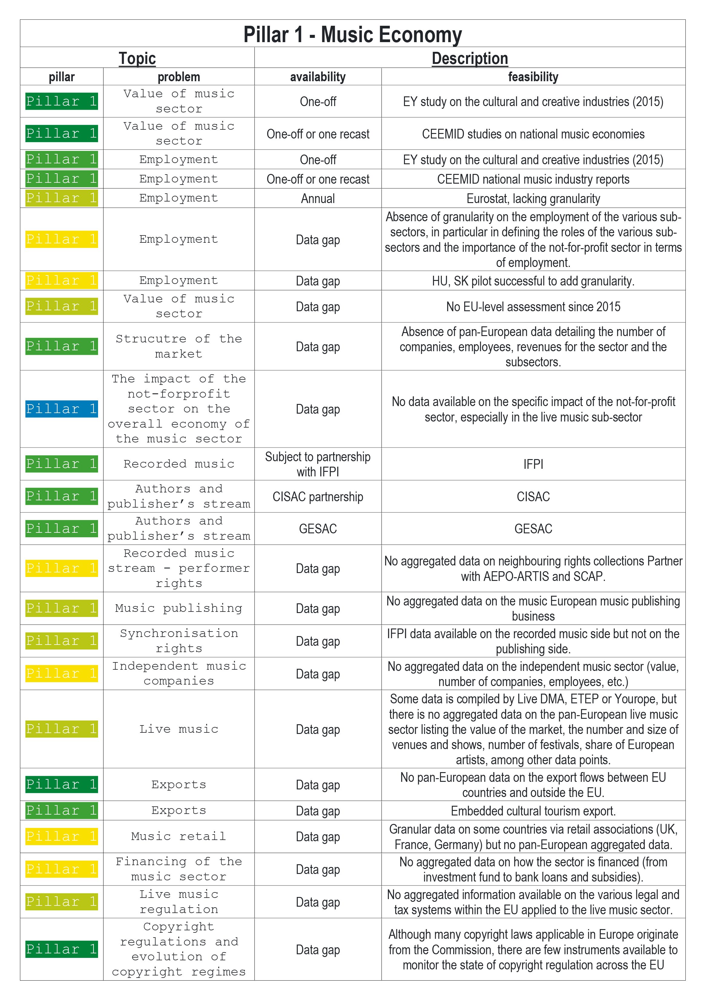 Pillar 1 - Music Economy
Topic
Description
pillar
problem
availability
feasibility
Pillar 1
Value of music
sector
One-off
EY study on the cultural and creative industries (2015)
Pillar 1
Value of music
sector
One-off or one recast
CEEMID studies on national music economies
Pillar 1
Employment
One-off
EY study on the cultural and creative industries (2015)
Pillar 1
Employment
One-off or one recast
CEEMID national music industry reports
Pillar 1
Employment
Annual
Eurostat, lacking granularity
Pillar 1
Employment
Data gap
Absence of granularity on the employment of the various sub-
sectors, in particular in defining the roles of the various sub-
sectors and the importance of the not-for-profit sector in terms
of employment.
Pillar 1
Employment
Data gap
HU, SK pilot successful to add granularity.
Pillar 1
Value of music
sector
Data gap
No EU-level assessment since 2015
Pillar 1
Strucutre of the
market
Data gap
Absence of pan-European data detailing the number of
companies, employees, revenues for the sector and the
subsectors.
Pillar 1
The impact of the
not-forprofit
sector on the
overall economy of
the music sector
Data gap
No data available on the specific impact of the not-for-profit
sector, especially in the live music sub-sector
Pillar 1
Recorded music
Subject to partnership
with IFPI
IFPI
Pillar 1
Authors and
publisher’s stream
CISAC partnership
CISAC
Pillar 1
Authors and
publisher’s stream
GESAC
GESAC
Pillar 1
Recorded music
stream - performer
rights
Data gap
No aggregated data on neighbouring rights collections Partner
with AEPO-ARTIS and SCAP.
Pillar 1
Music publishing
Data gap
No aggregated data on the music European music publishing
business
Pillar 1
Synchronisation
rights
Data gap
IFPI data available on the recorded music side but not on the
publishing side.
Pillar 1
Independent music
companies
Data gap
No aggregated data on the independent music sector (value,
number of companies, employees, etc.)
Pillar 1
Live music
Data gap
Some data is compiled by Live DMA, ETEP or Yourope, but
there is no aggregated data on the pan-European live music
sector listing the value of the market, the number and size of
venues and shows, number of festivals, share of European
artists, among other data points.
Pillar 1
Exports
Data gap
No pan-European data on the export flows between EU
countries and outside the EU.
Pillar 1
Exports
Data gap
Embedded cultural tourism export.
Pillar 1
Music retail
Data gap
Granular data on some countries via retail associations (UK,
France, Germany) but no pan-European aggregated data.
Pillar 1
Financing of the
music sector
Data gap
No aggregated data on how the sector is financed (from
investment fund to bank loans and subsidies).
Pillar 1
Live music
regulation
Data gap
No aggregated information available on the various legal and
tax systems within the EU applied to the live music sector.
Pillar 1
Copyright
regulations and
evolution of
copyright regimes
Data gap
Although many copyright laws applicable in Europe originate
from the Commission, there are few instruments available to
monitor the state of copyright regulation across the EU